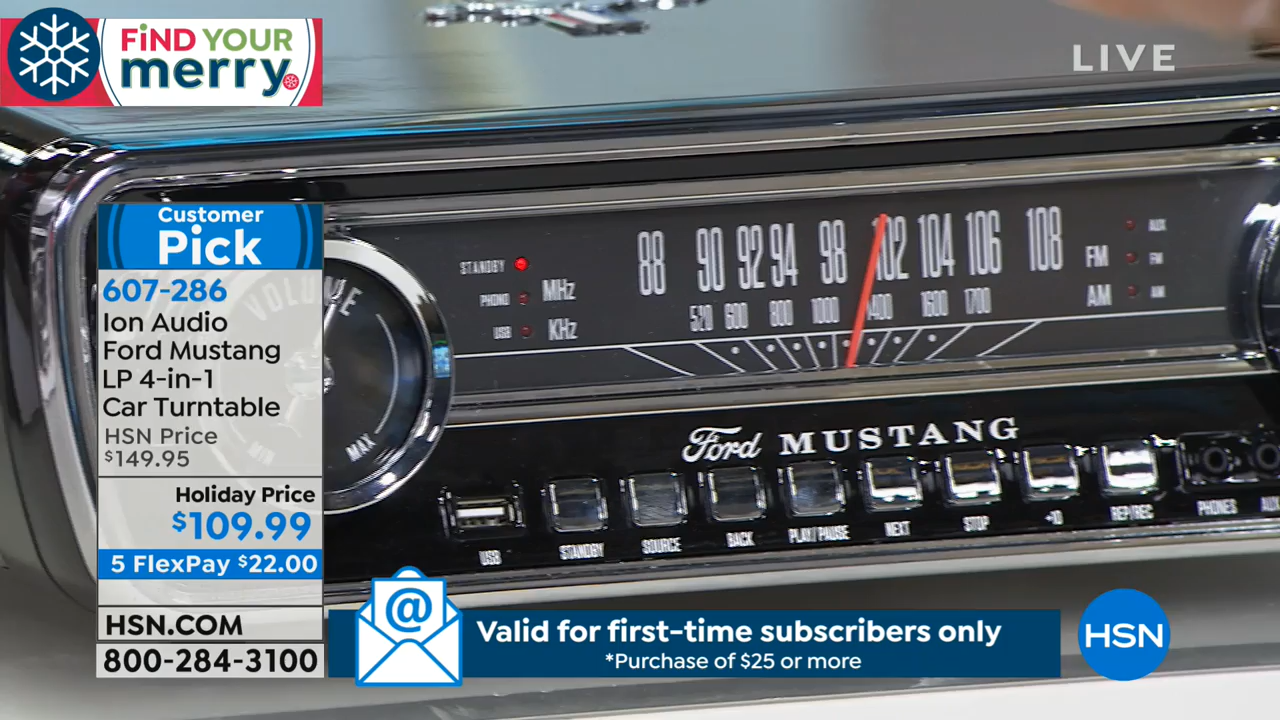 FiND YOUR
merry.
LIVE
Customer
Pick
607-286
Ion Audio
Ford Mustang
LP 4-in-1
Car Turntable
HSN Price
$149.95
Holiday Price
$109.99
5 FlexPay $22.00
HSN.COM
800-284-3100
VOLUME
MIN
MAX
STANDBY
PHONO
USB
MHz
KHz
88 90 92 94 98 102 104 106 108
520 600 800 1000 1400 1600 1700
AUX
FM FM
AM AM
Ford MUSTANG
USB STANDBY SOURCE BACK PLAY/PAUSE NEXT STOP +10 REP/REC PHONES
@
Valid for first-time subscribers only
*Purchase of $25 or more
HSN